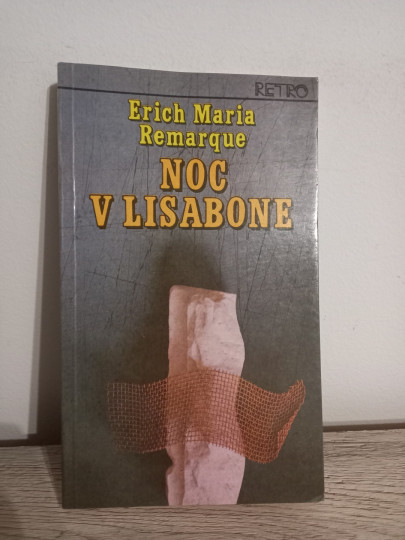 RETRO
Erich Maria
Remarque
NOC
V LISABONE